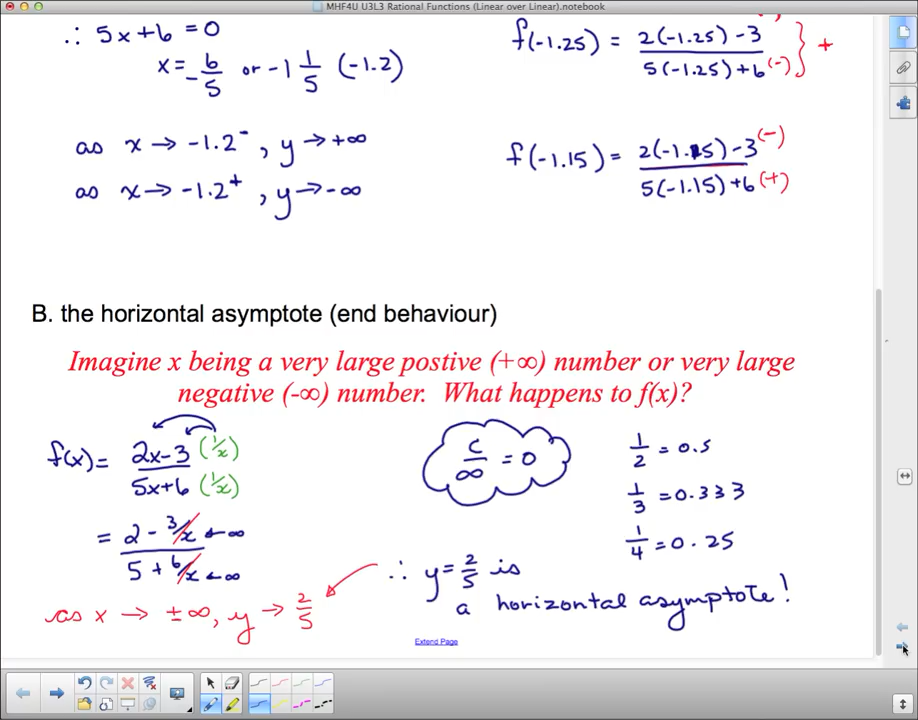 MHF4U U3L3 Rational Functions (Linear over Linear).notebook
∴ 5x+6 = 0
x = -6/5 or -1 1/5 (-1.2)
f(-1.25) = 2(-1.25)-3 / 5(-1.25)+6 (-) } +
as x → -1.2⁻, y → +∞
as x → -1.2⁺, y → -∞
f(-1.15) = 2(-1.15)-3 (-) / 5(-1.15)+6 (+)
B. the horizontal asymptote (end behaviour)
Imagine x being a very large postive (+∞) number or very large
negative (-∞) number. What happens to f(x)?
f(x) = 2x-3 (1/x) / 5x+6 (1/x)
= 2 - 3/x ← ∞ / 5 + 6/x ← ∞
as x → ±∞, y → 2/5
c/∞ = 0
1/2 = 0.5
1/3 = 0.333
1/4 = 0.25
∴ y = 2/5 is
a horizontal asymptote!
Extend Page